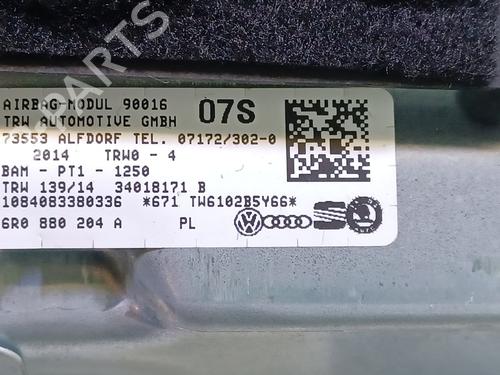 AIRBAG-MODUL 90016 07S
TRW AUTOMOTIVE GMBH
73553 ALFDORF TEL. 07172/302-0
2014 TRW0 - 4
BAM - PT1 - 1250
TRW 139/14 34018171 B
1084083380336 *671 TW6102B5Y66*
6R0 880 204 A PL
B-PARTS